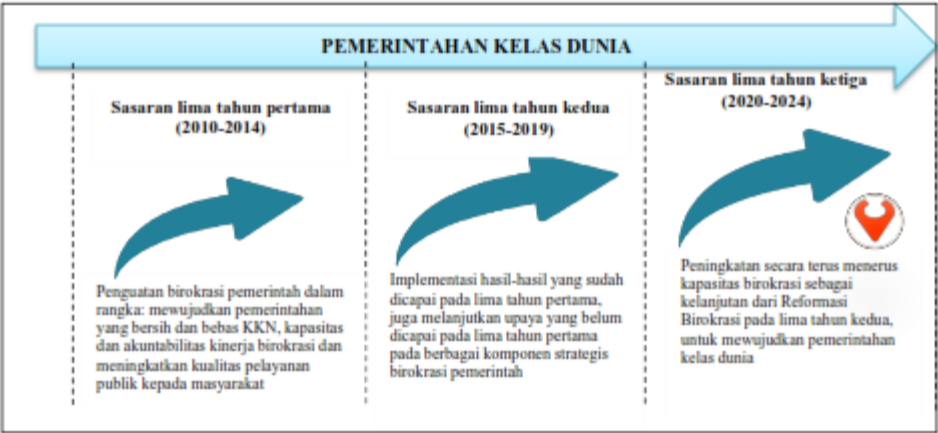 PEMERINTAHAN KELAS DUNIA
Sasaran lima tahun pertama
(2010-2014)
Penguatan birokrasi pemerintah dalam
rangka: mewujudkan pemerintahan
yang bersih dan bebas KKN, kapasitas
dan akuntabilitas kinerja birokrasi dan
meningkatkan kualitas pelayanan
publik kepada masyarakat
Sasaran lima tahun kedua
(2015-2019)
Implementasi hasil-hasil yang sudah
dicapai pada lima tahun pertama,
juga melanjutkan upaya yang belum
dicapai pada lima tahun pertama
pada berbagai komponen strategis
birokrasi pemerintah
Sasaran lima tahun ketiga
(2020-2024)
Peningkatan secara terus menerus
kapasitas birokrasi sebagai
kelanjutan dari Reformasi
Birokrasi pada lima tahun kedua,
untuk mewujudkan pemerintahan
kelas dunia